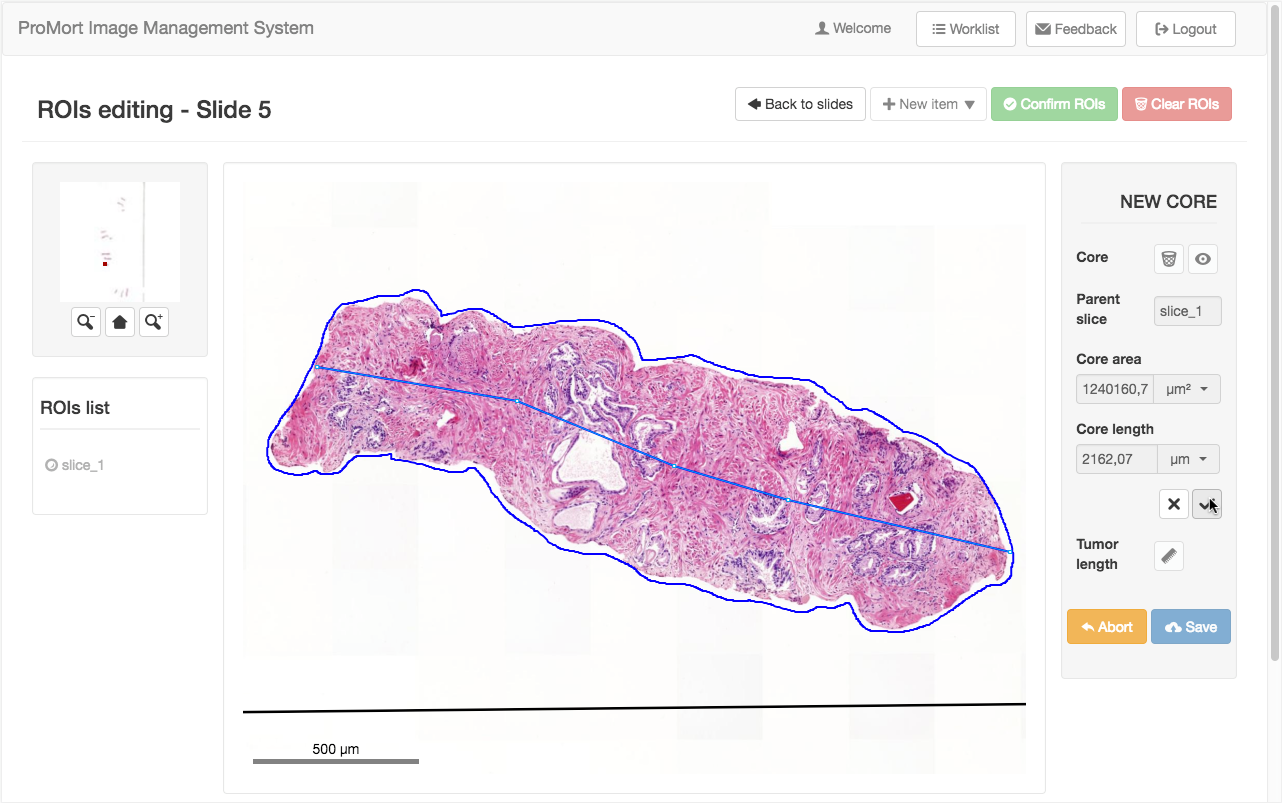 ProMort Image Management System
Welcome
Worklist
Feedback
Logout
ROIs editing - Slide 5
Back to slides
New item
Confirm ROIs
Clear ROIs
ROIs list
slice_1
500 µm
NEW CORE
Core
Parent
slice
slice_1
Core area
1240160,7
µm²
Core length
2162,07
µm
Tumor
length
Abort
Save